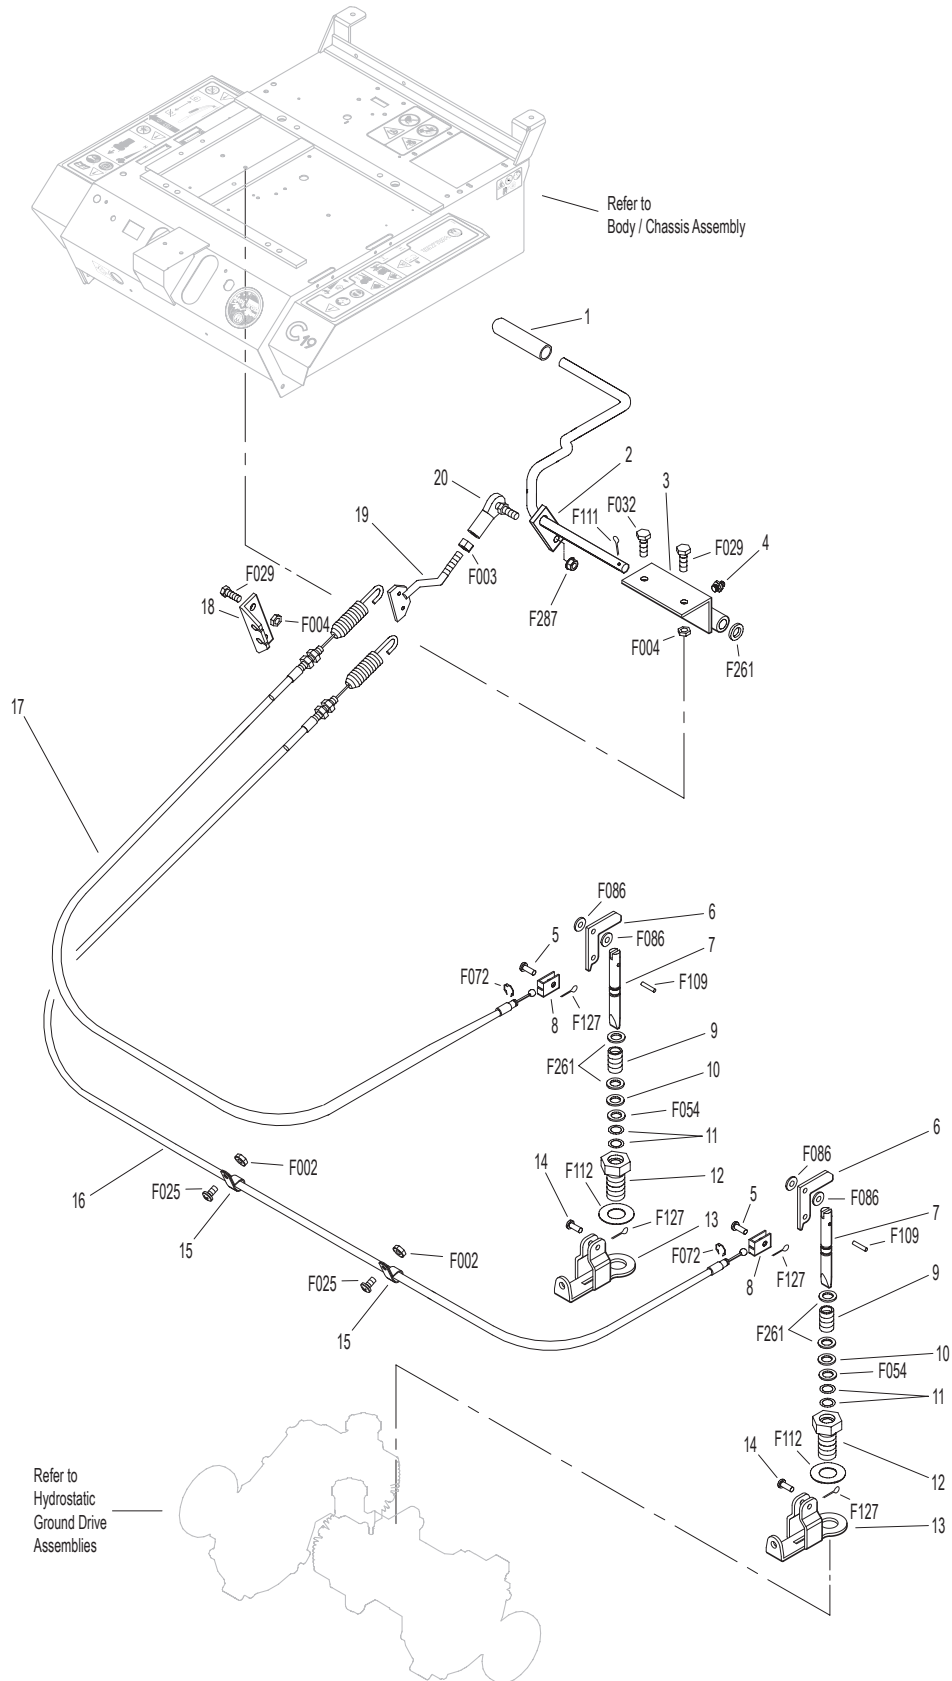 C19
Refer to
Body / Chassis Assembly
1
2
20
3
F032
F111
19
4
F029
F003
F029
18
F287
F004
F004
F261
17
F086
6
5
F086
7
F072
F109
8
F127
9
F261
10
F054
6
F086
11
F002
14
F112
12
5
F086
16
F025
7
F127
13
F109
15
F002
F072
8
F127
9
F025
F261
10
15
F054
11
F112
14
12
Refer to
Hydrostatic
Ground Drive
Assemblies
F127
13